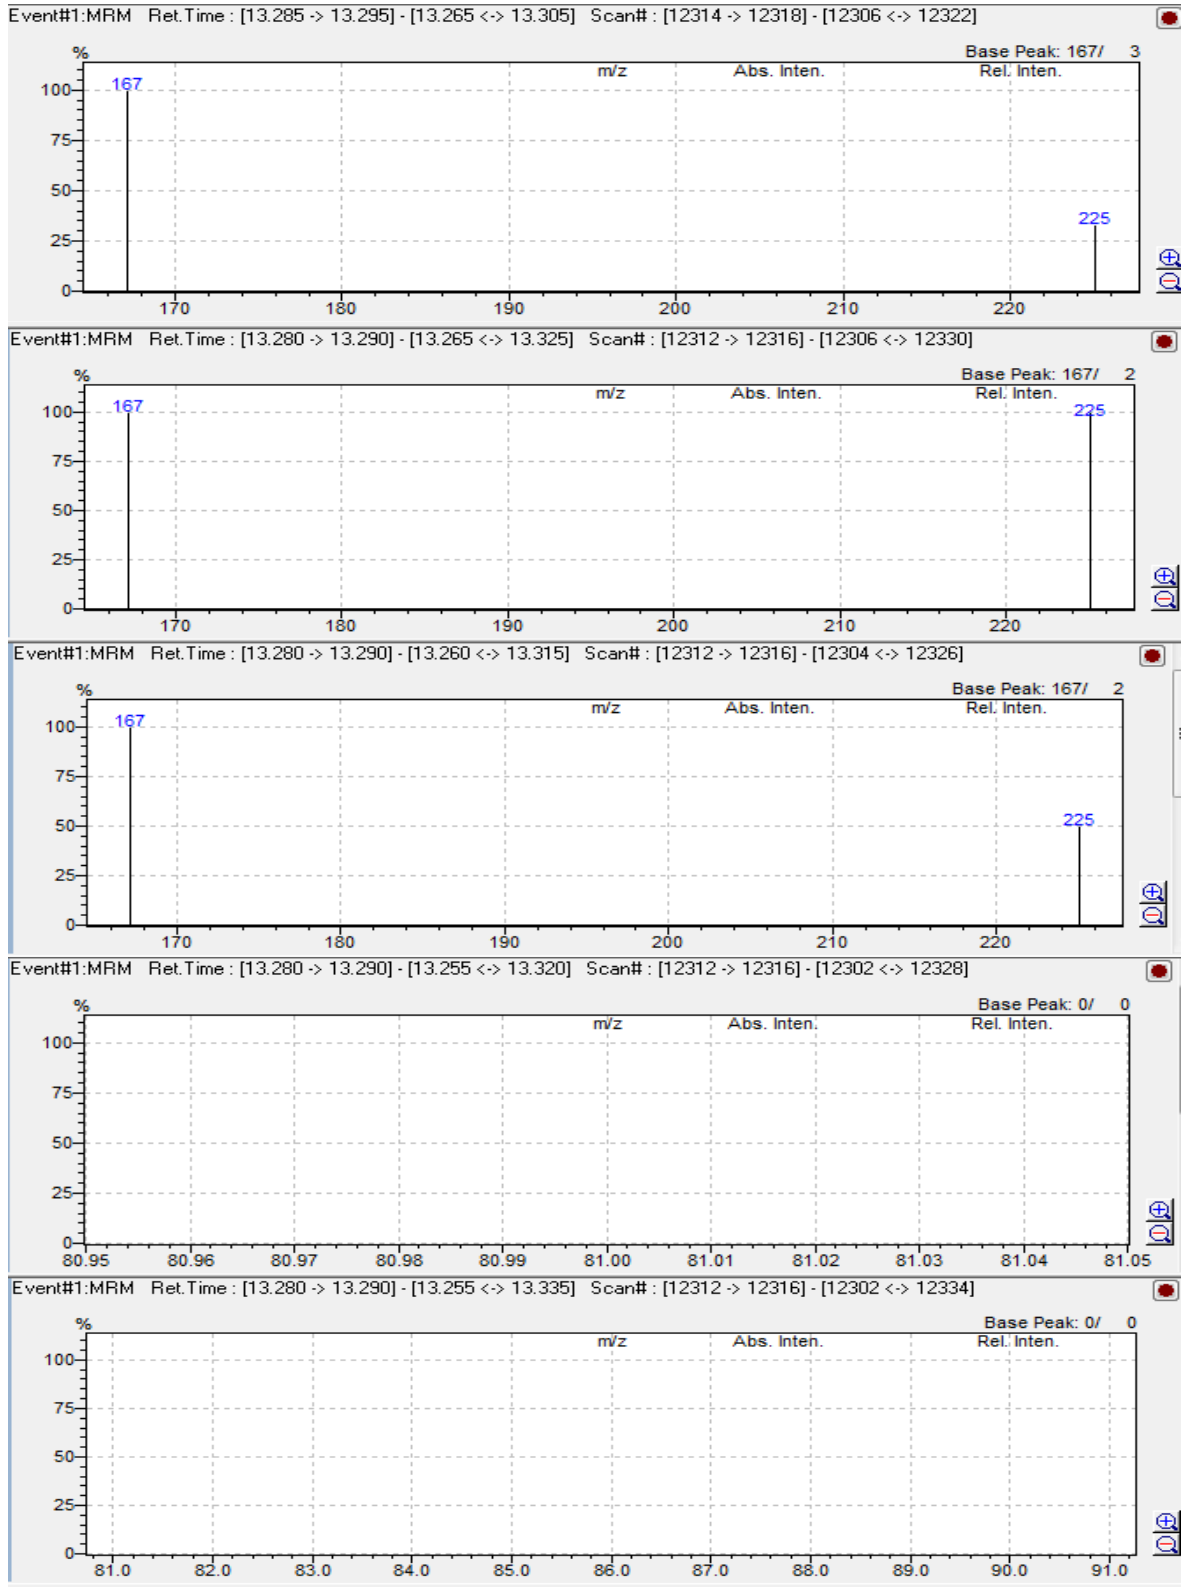 Event#1:MRM Ret.Time : [13.285 -> 13.295] - [13.265 <-> 13.305] Scan# : [12314 -> 12318] - [12306 <-> 12322]
% Base Peak: 167/ 3
m/z Abs. Inten. Rel. Inten.
100
167
75
50
225
25
0
170 180 190 200 210 220
Event#1:MRM Ret.Time : [13.280 -> 13.290] - [13.265 <-> 13.325] Scan# : [12312 -> 12316] - [12306 <-> 12330]
% Base Peak: 167/ 2
m/z Abs. Inten. Rel. Inten.
100
167 225
75
50
25
0
170 180 190 200 210 220
Event#1:MRM Ret.Time : [13.280 -> 13.290] - [13.260 <-> 13.315] Scan# : [12312 -> 12316] - [12304 <-> 12326]
% Base Peak: 167/ 2
m/z Abs. Inten. Rel. Inten.
100
167
75
50
225
25
0
170 180 190 200 210 220
Event#1:MRM Ret.Time : [13.280 -> 13.290] - [13.255 <-> 13.320] Scan# : [12312 -> 12316] - [12302 <-> 12328]
% Base Peak: 0/ 0
m/z Abs. Inten. Rel. Inten.
100
75
50
25
0
80.95 80.96 80.97 80.98 80.99 81.00 81.01 81.02 81.03 81.04 81.05
Event#1:MRM Ret.Time : [13.280 -> 13.290] - [13.255 <-> 13.335] Scan# : [12312 -> 12316] - [12302 <-> 12334]
% Base Peak: 0/ 0
m/z Abs. Inten. Rel. Inten.
100
75
50
25
0
81.0 82.0 83.0 84.0 85.0 86.0 87.0 88.0 89.0 90.0 91.0